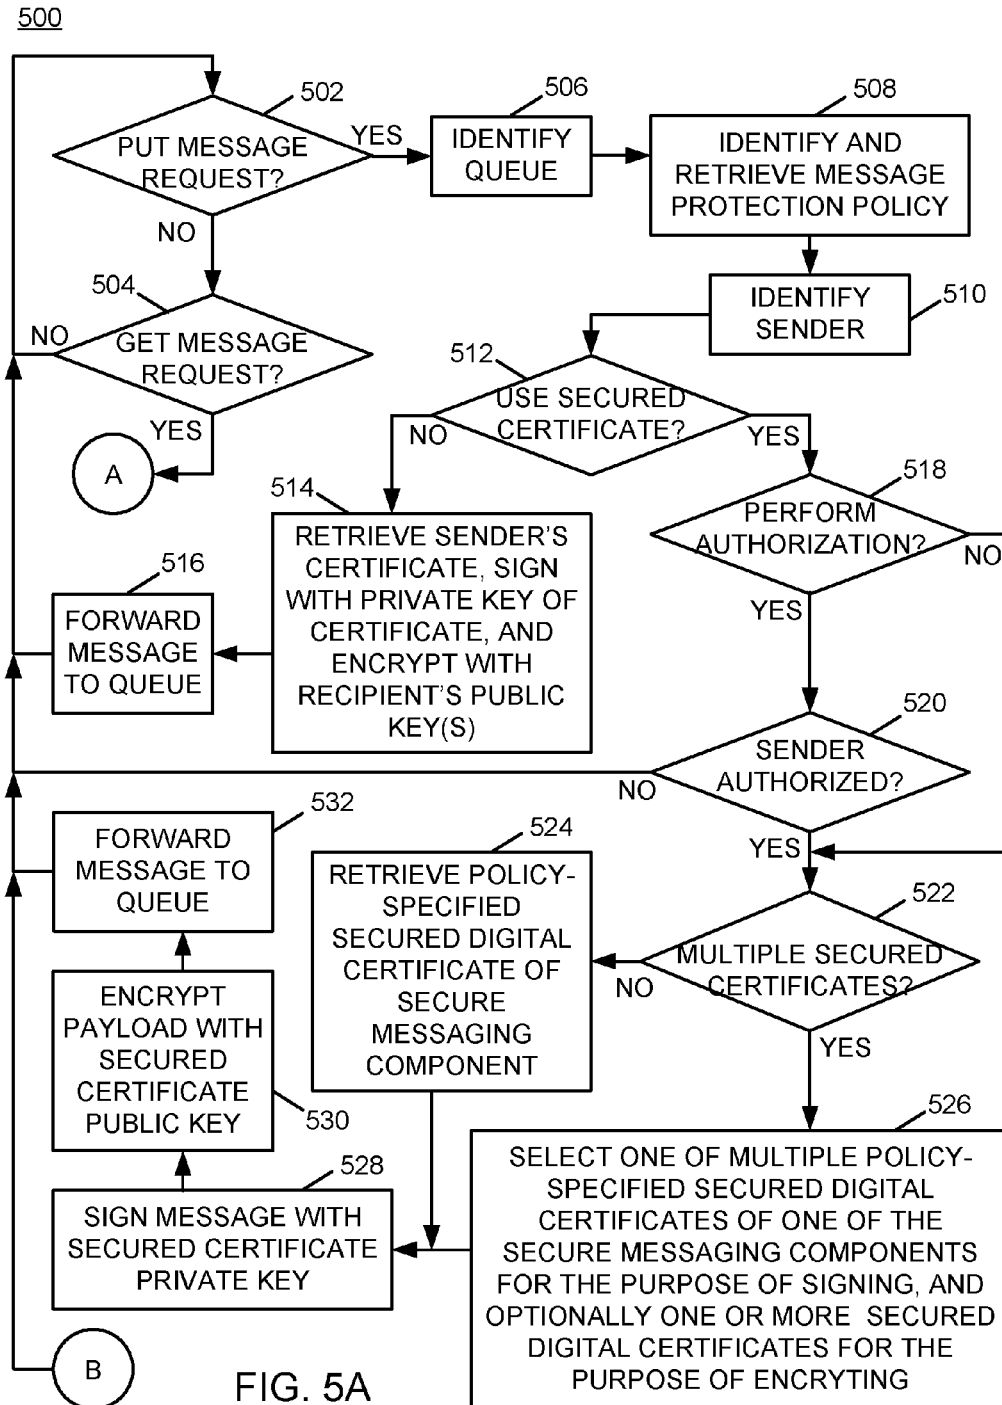 500
502
PUT MESSAGE
REQUEST?
YES
NO
506
IDENTIFY
QUEUE
508
IDENTIFY AND
RETRIEVE MESSAGE
PROTECTION POLICY
504
GET MESSAGE
REQUEST?
NO
YES
A
IDENTIFY
SENDER
510
512
USE SECURED
CERTIFICATE?
NO
YES
514
RETRIEVE SENDER'S
CERTIFICATE, SIGN
WITH PRIVATE KEY OF
CERTIFICATE, AND
ENCRYPT WITH
RECIPIENT'S PUBLIC
KEY(S)
516
FORWARD
MESSAGE
TO QUEUE
518
PERFORM
AUTHORIZATION?
NO
YES
520
SENDER
AUTHORIZED?
NO
YES
522
MULTIPLE SECURED
CERTIFICATES?
NO
YES
524
RETRIEVE POLICY-
SPECIFIED
SECURED DIGITAL
CERTIFICATE OF
SECURE
MESSAGING
COMPONENT
526
SELECT ONE OF MULTIPLE POLICY-
SPECIFIED SECURED DIGITAL
CERTIFICATES OF ONE OF THE
SECURE MESSAGING COMPONENTS
FOR THE PURPOSE OF SIGNING, AND
OPTIONALLY ONE OR MORE SECURED
DIGITAL CERTIFICATES FOR THE
PURPOSE OF ENCRYTING
532
FORWARD
MESSAGE TO
QUEUE
ENCRYPT
PAYLOAD WITH
SECURED
CERTIFICATE
PUBLIC KEY
530
528
SIGN MESSAGE WITH
SECURED CERTIFICATE
PRIVATE KEY
B
FIG. 5A